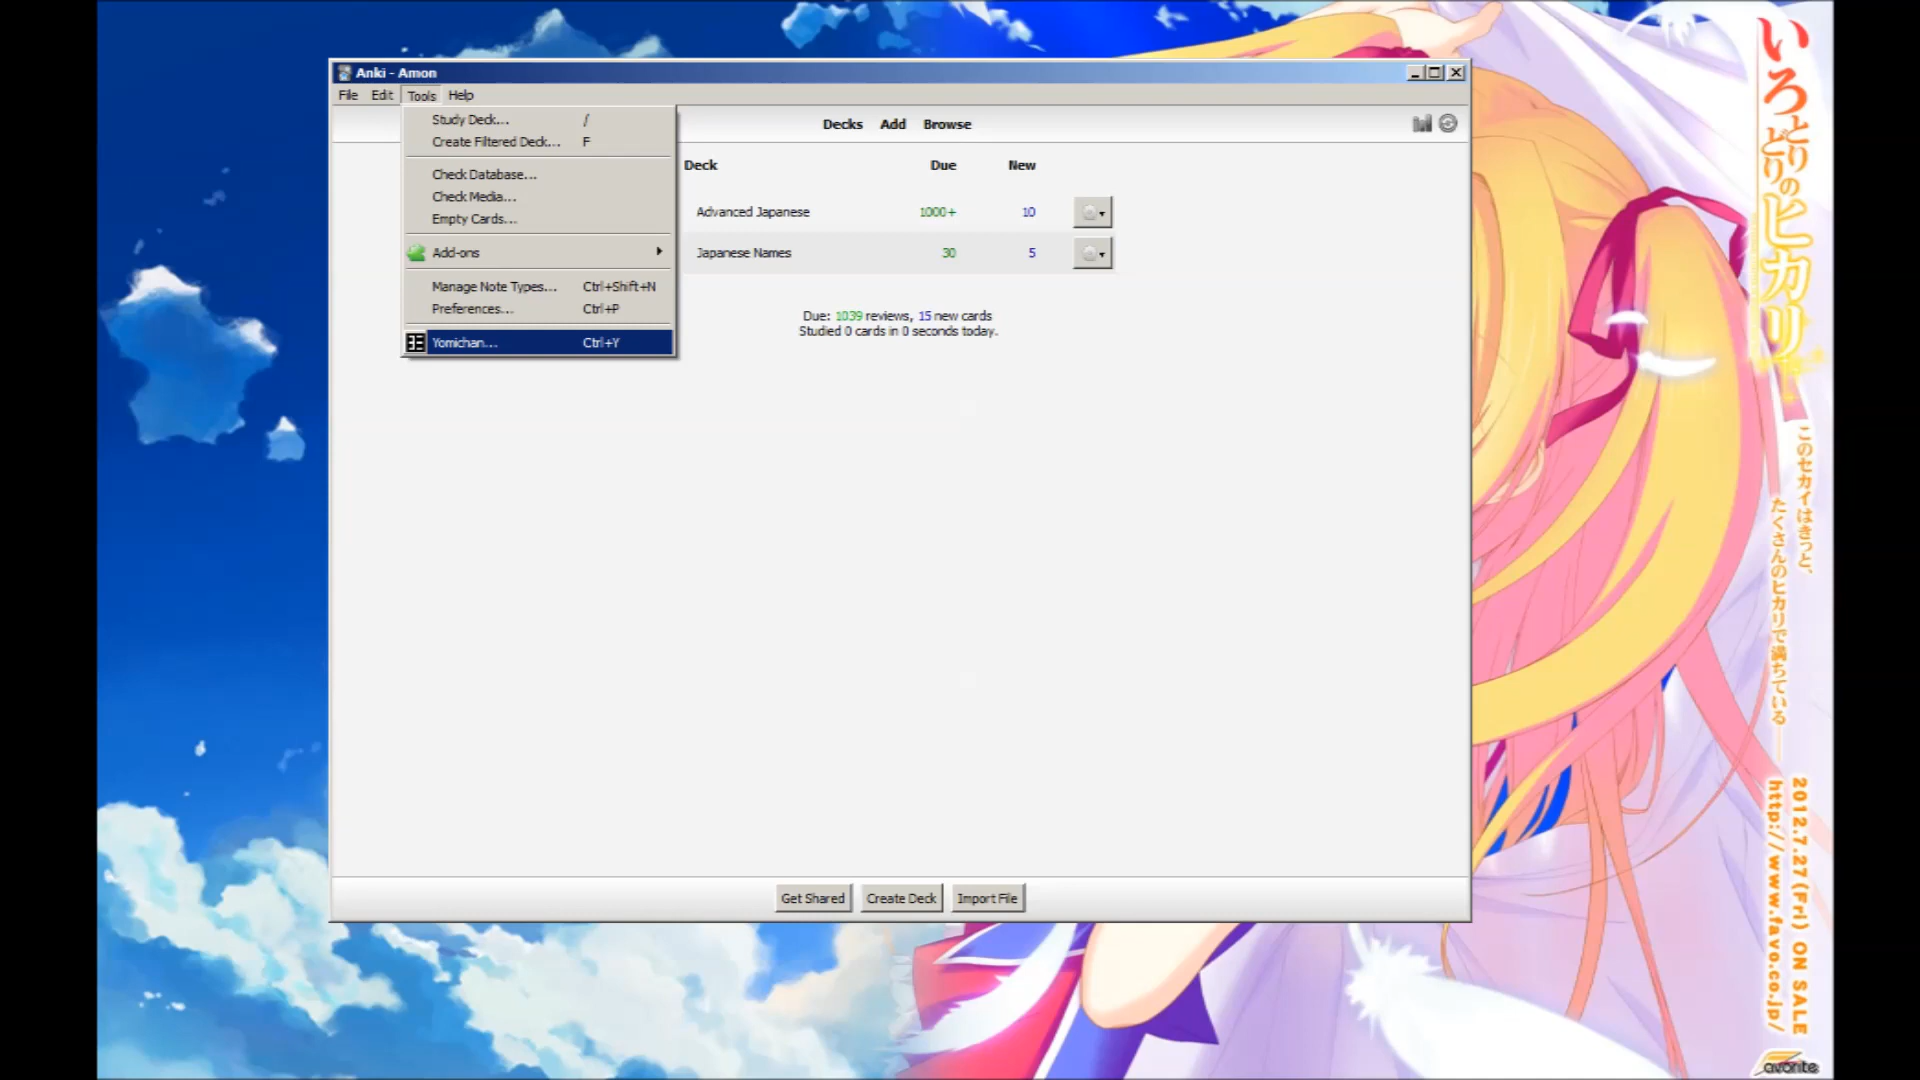 Anki - Amon
File Edit Tools Help
Study Deck... /
Create Filtered Deck... F
Check Database...
Check Media...
Empty Cards...
Add-ons
Manage Note Types... Ctrl+Shift+N
Preferences... Ctrl+P
Yomichan... Ctrl+Y
Decks Add Browse
Deck Due New
Advanced Japanese 1000+ 10
Japanese Names 30 5
Due: 1039 reviews, 15 new cards
Studied 0 cards in 0 seconds today.
Get Shared Create Deck Import File
いろとりどりのヒカリ
このセカイはきっと、
たくさんのヒカリで満ちている――
2012.7.27(Fri) ON SALE
http://www.favo.co.jp/
Favorite